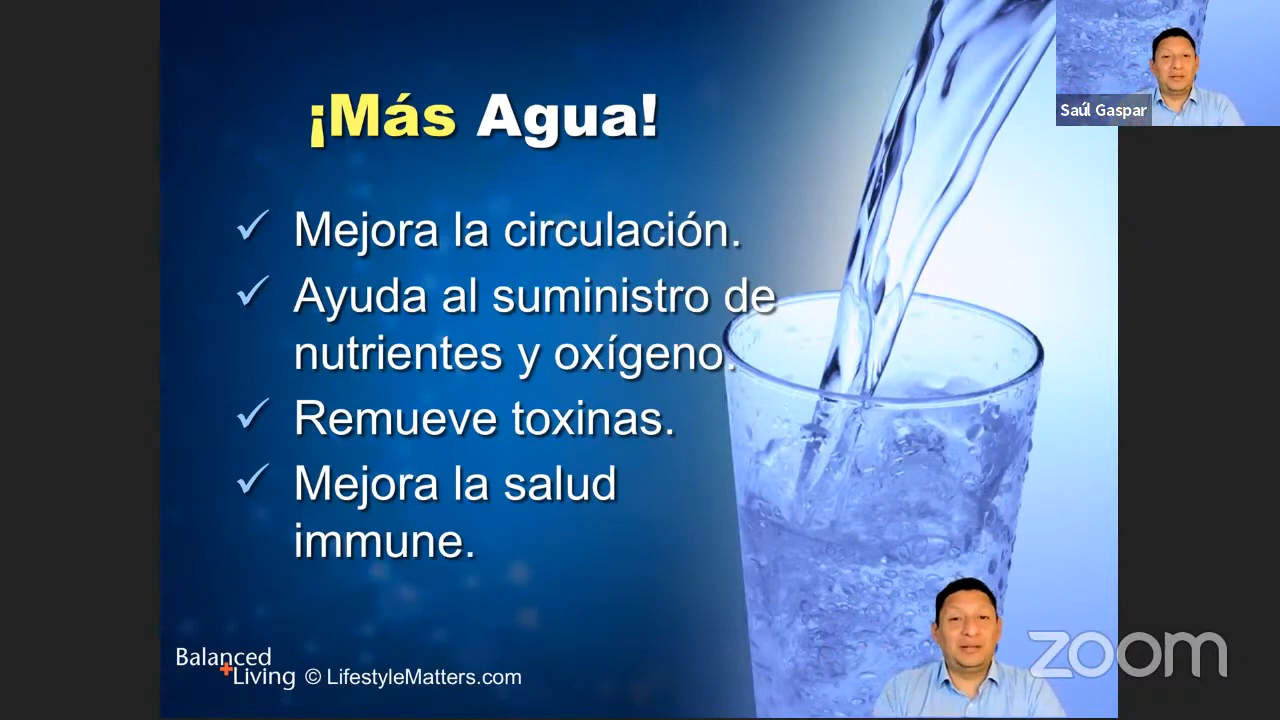 ¡Más Agua!
Saúl Gaspar
✓ Mejora la circulación.
✓ Ayuda al suministro de
nutrientes y oxígeno.
✓ Remueve toxinas.
✓ Mejora la salud
immune.
Balanced
Living © LifestyleMatters.com
zoom